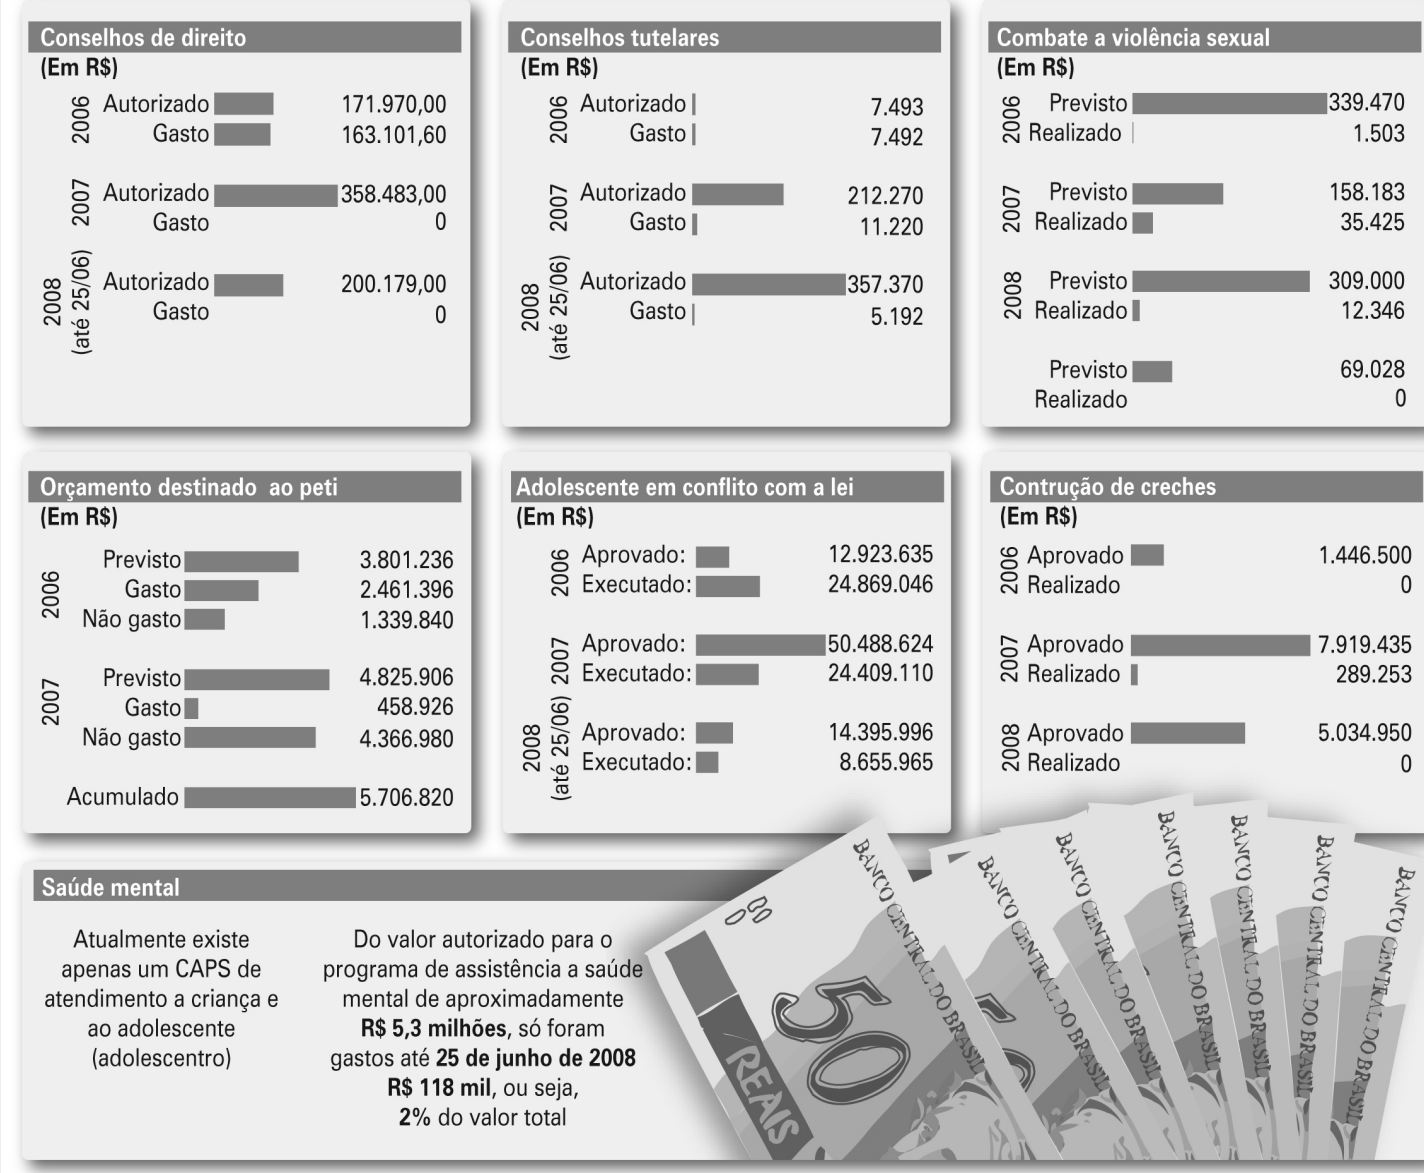 Conselhos de direito
(Em R$)
2006
Autorizado 171.970,00
Gasto 163.101,60
2007
Autorizado 358.483,00
Gasto 0
2008
(até 25/06)
Autorizado 200.179,00
Gasto 0
Conselhos tutelares
(Em R$)
2006
Autorizado 7.493
Gasto 7.492
2007
Autorizado 212.270
Gasto 11.220
2008
(até 25/06)
Autorizado 357.370
Gasto 5.192
Combate a violência sexual
(Em R$)
2006
Previsto 339.470
Realizado 1.503
2007
Previsto 158.183
Realizado 35.425
2008
Previsto 309.000
Realizado 12.346
Previsto 69.028
Realizado 0
Orçamento destinado ao peti
(Em R$)
2006
Previsto 3.801.236
Gasto 2.461.396
Não gasto 1.339.840
2007
Previsto 4.825.906
Gasto 458.926
Não gasto 4.366.980
Acumulado 5.706.820
Adolescente em conflito com a lei
(Em R$)
2006
Aprovado: 12.923.635
Executado: 24.869.046
2007
Aprovado: 50.488.624
Executado: 24.409.110
2008
(até 25/06)
Aprovado: 14.395.996
Executado: 8.655.965
Contrução de creches
(Em R$)
2006
Aprovado 1.446.500
Realizado 0
2007
Aprovado 7.919.435
Realizado 289.253
2008
Aprovado 5.034.950
Realizado 0
Saúde mental
Atualmente existe
apenas um CAPS de
atendimento a criança e
ao adolescente
(adolescentro)
Do valor autorizado para o
programa de assistência a saúde
mental de aproximadamente
R$ 5,3 milhões, só foram
gastos até 25 de junho de 2008
R$ 118 mil, ou seja,
2% do valor total
50
REAIS
BANCO CENTRAL DO BRASIL
BANCO CENTRAL DO BRASIL
BANCO CENTRAL DO BRASIL
BANCO CENTRAL DO BRASIL
BANCO CENTRAL DO BRASIL
BANCO CENTRAL DO BRASIL
BANCO CENTRAL DO BRASIL